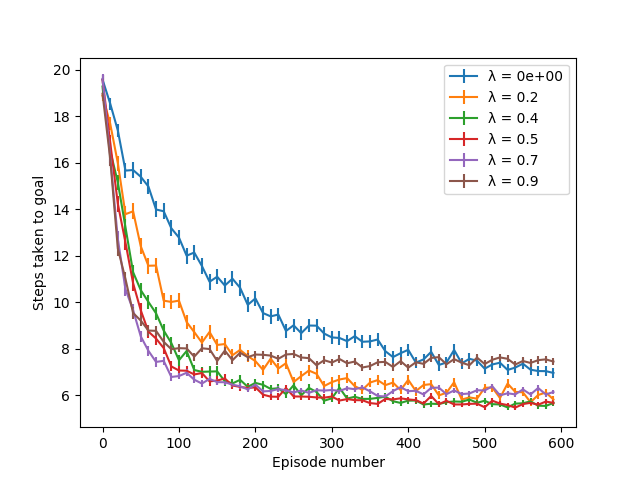 20
18
16
14
12
10
8
6
Steps taken to goal
0
100
200
300
400
500
600
Episode number
λ = 0e+00
λ = 0.2
λ = 0.4
λ = 0.5
λ = 0.7
λ = 0.9